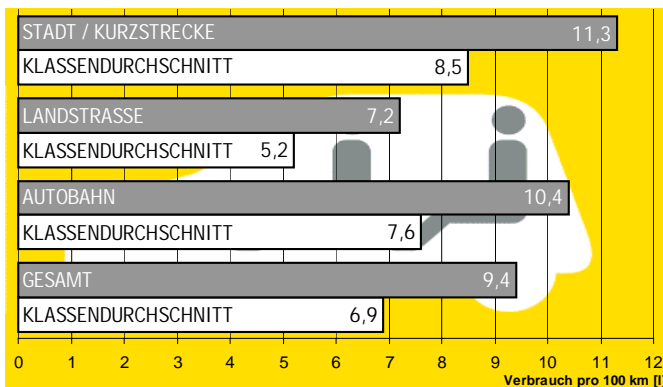 STADT / KURZSTRECKE 11,3
KLASSENDURCHSCHNITT 8,5
LANDSTRASSE 7,2
KLASSENDURCHSCHNITT 5,2
AUTOBAHN 10,4
KLASSENDURCHSCHNITT 7,6
GESAMT 9,4
KLASSENDURCHSCHNITT 6,9
0 1 2 3 4 5 6 7 8 9 10 11 12
Verbrauch pro 100 km [l]